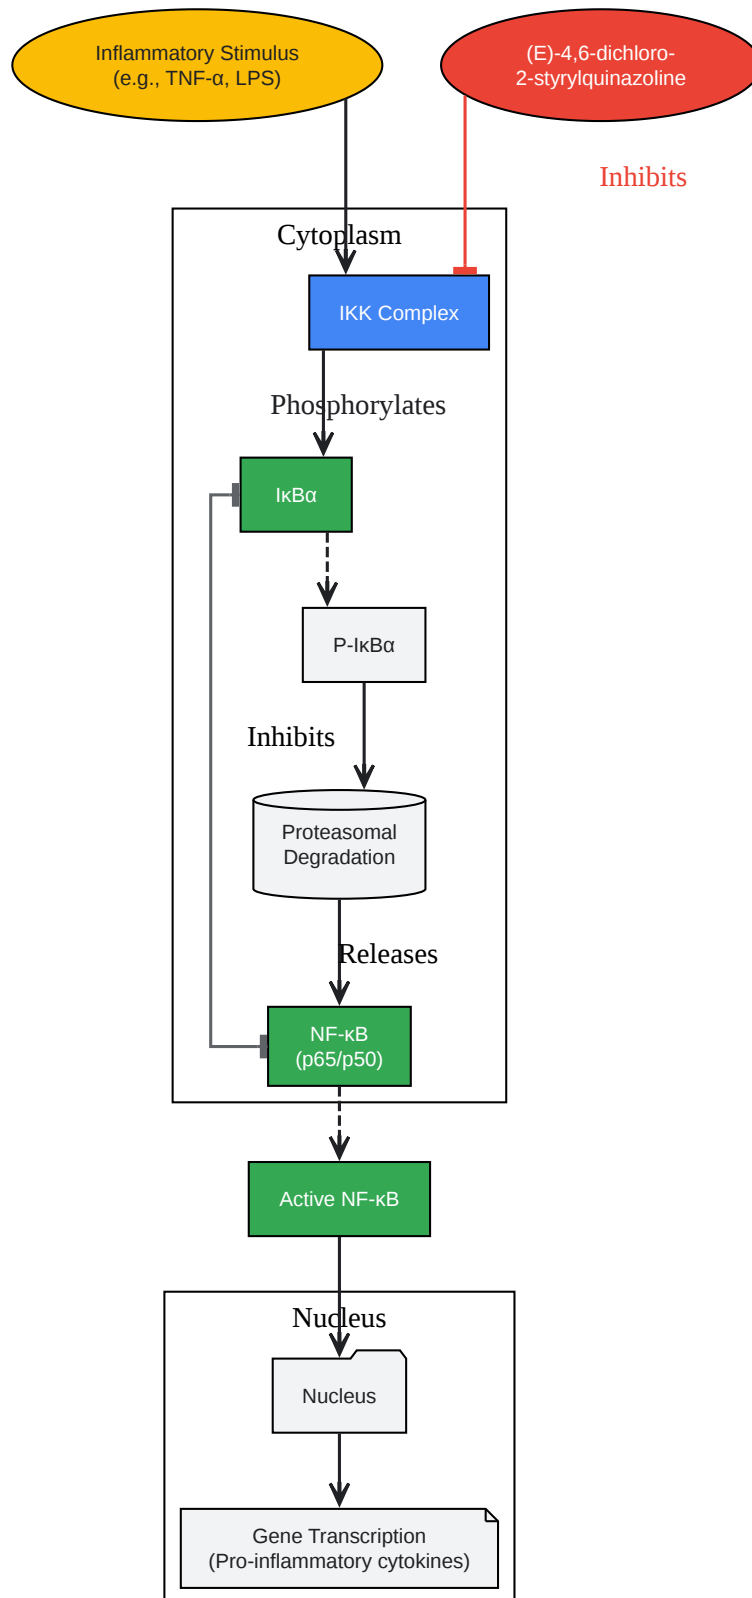 Inflammatory Stimulus
(e.g., TNF-α, LPS)
(E)-4,6-dichloro-
2-styrylquinazoline
Inhibits
Cytoplasm
IKK Complex
Phosphorylates
IκBα
P-IκBα
Inhibits
Proteasomal
Degradation
Releases
NF-κB
(p65/p50)
Active NF-κB
Nucleus
Nucleus
Gene Transcription
(Pro-inflammatory cytokines)